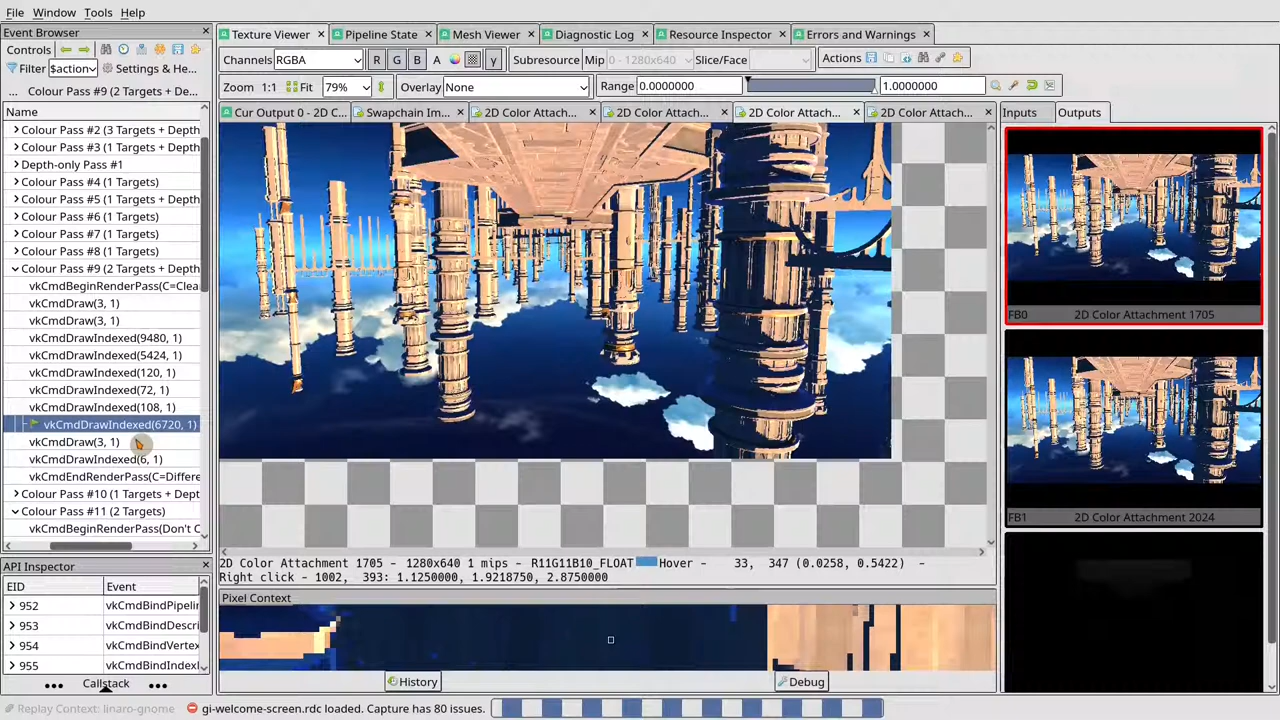 File Window Tools Help
Event Browser
Controls
Filter $action Settings & He...
... Colour Pass #9 (2 Targets + Dept
Name
Colour Pass #2 (3 Targets + Depth
Colour Pass #3 (1 Targets + Depth
Depth-only Pass #1
Colour Pass #4 (1 Targets)
Colour Pass #5 (1 Targets + Depth
Colour Pass #6 (1 Targets)
Colour Pass #7 (1 Targets)
Colour Pass #8 (1 Targets)
Colour Pass #9 (2 Targets + Depth
vkCmdBeginRenderPass(C=Clea
vkCmdDraw(3, 1)
vkCmdDraw(3, 1)
vkCmdDrawIndexed(9480, 1)
vkCmdDrawIndexed(5424, 1)
vkCmdDrawIndexed(120, 1)
vkCmdDrawIndexed(72, 1)
vkCmdDrawIndexed(108, 1)
vkCmdDrawIndexed(6720, 1)
vkCmdDraw(3, 1)
vkCmdDrawIndexed(6, 1)
vkCmdEndRenderPass(C=Differe
Colour Pass #10 (1 Targets + Dept
Colour Pass #11 (2 Targets)
vkCmdBeginRenderPass(Don't C
API Inspector
EID Event
952 vkCmdBindPipelin
953 vkCmdBindDescri
954 vkCmdBindVertex
955 vkCmdBindIndexl
Callstack
Texture Viewer Pipeline State Mesh Viewer Diagnostic Log Resource Inspector Errors and Warnings
Channels RGBA R G B A γ Subresource Mip 0 - 1280x640 Slice/Face Actions
Zoom 1:1 Fit 79% Overlay None Range 0.0000000 1.0000000
Cur Output 0 - 2D C... Swapchain Im... 2D Color Attach... 2D Color Attach... 2D Color Attach... 2D Color Attach...
2D Color Attachment 1705 - 1280x640 1 mips - R11G11B10_FLOAT Hover - 33, 347 (0.0258, 0.5422) -
Right click - 1002, 393: 1.1250000, 1.9218750, 2.8750000
Pixel Context
History Debug
Inputs Outputs
FB0 2D Color Attachment 1705
FB1 2D Color Attachment 2024
Replay Context: linaro-gnome gi-welcome-screen.rdc loaded. Capture has 80 issues.